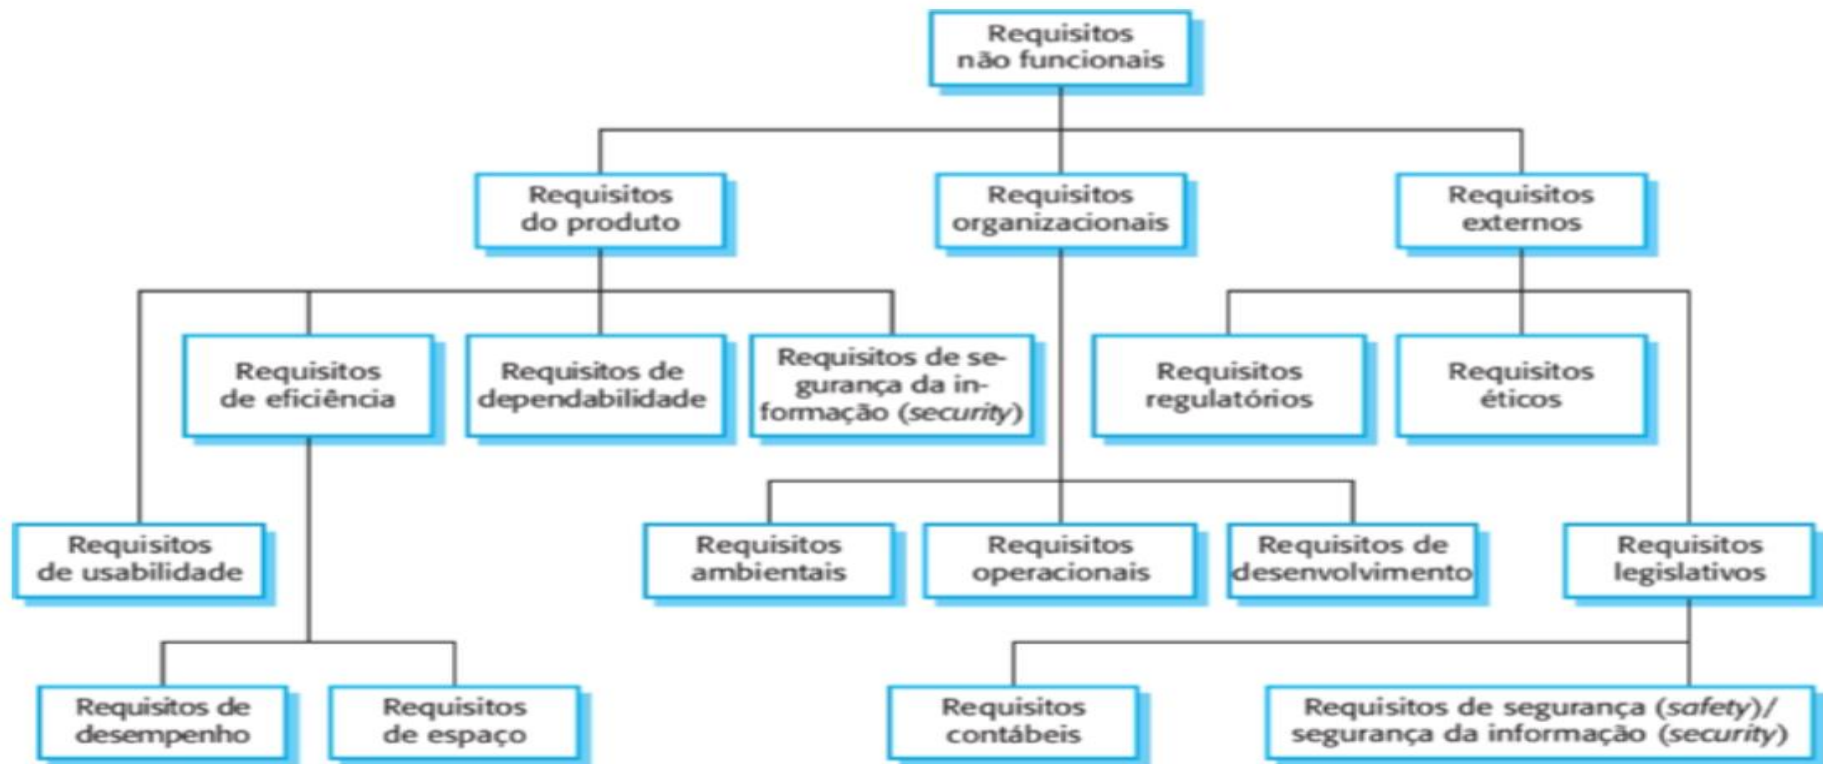 Requisitos
não funcionais
Requisitos
do produto
Requisitos
organizacionais
Requisitos
externos
Requisitos
de eficiência
Requisitos de
dependabilidade
Requisitos de se-
gurança da in-
formação (security)
Requisitos
regulatórios
Requisitos
éticos
Requisitos
de usabilidade
Requisitos
ambientais
Requisitos
operacionais
Requisitos de
desenvolvimento
Requisitos
legislativos
Requisitos de
desempenho
Requisitos
de espaço
Requisitos
contábeis
Requisitos de segurança (safety)/
segurança da informação (security)